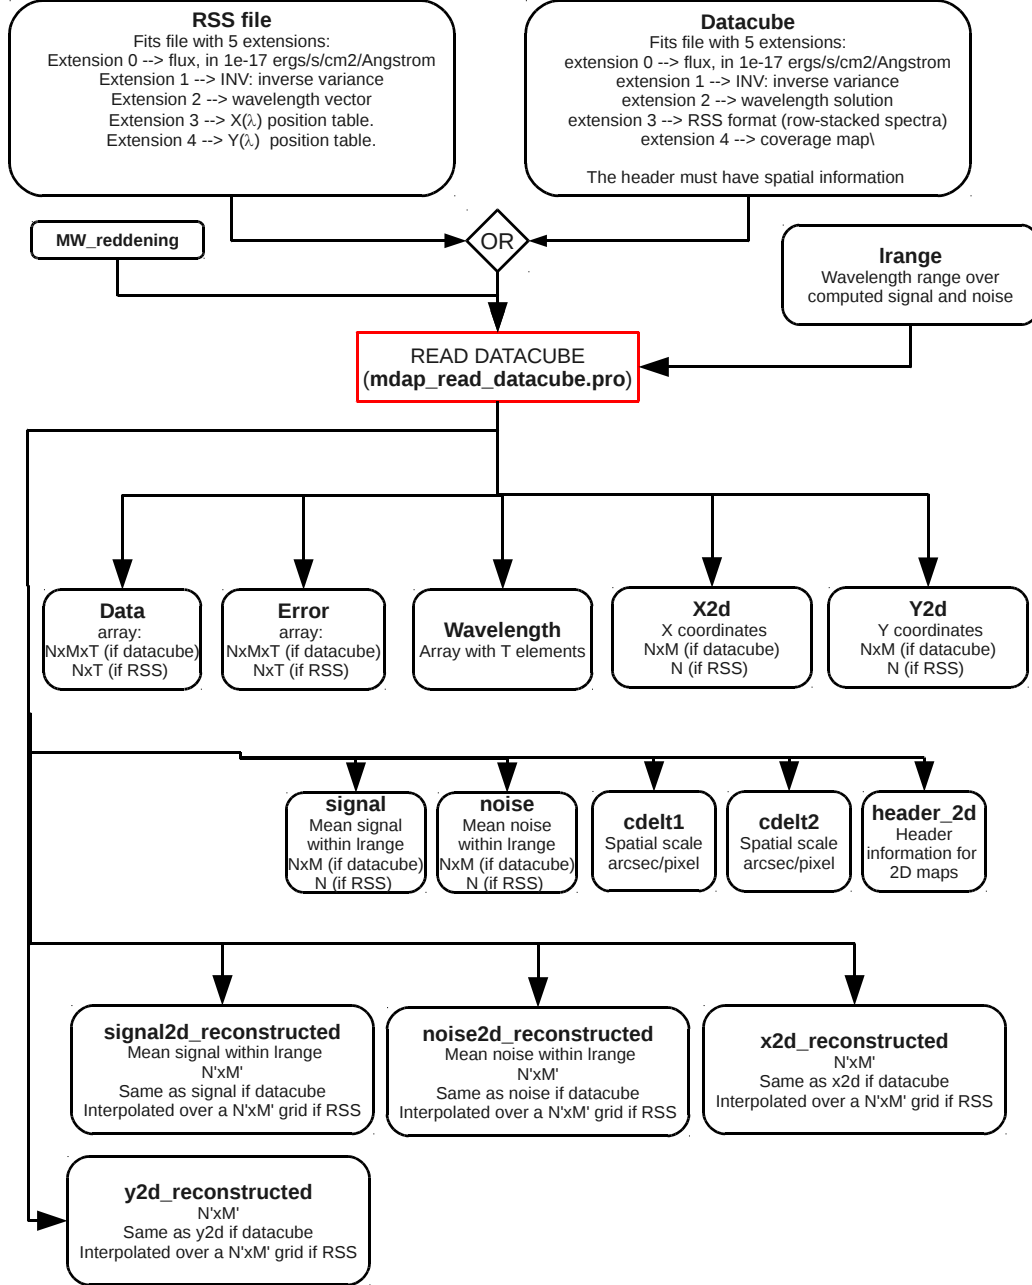 RSS file
Fits file with 5 extensions:
Extension 0 --> flux, in 1e-17 ergs/s/cm2/Angstrom
Extension 1 --> INV: inverse variance
Extension 2 --> wavelength vector
Extension 3 --> X(λ) position table.
Extension 4 --> Y(λ)  position table.
Datacube
Fits file with 5 extensions:
extension 0 --> flux, in 1e-17 ergs/s/cm2/Angstrom
extension 1 --> INV: inverse variance
extension 2 --> wavelength solution
extension 3 --> RSS format (row-stacked spectra)
extension 4 --> coverage map\
The header must have spatial information
MW_reddening
OR
lrange
Wavelength range over
computed signal and noise
READ DATACUBE
(mdap_read_datacube.pro)
Data
array:
NxMxT (if datacube)
NxT (if RSS)
Error
array:
NxMxT (if datacube)
NxT (if RSS)
Wavelength
Array with T elements
X2d
X coordinates
NxM (if datacube)
N (if RSS)
Y2d
Y coordinates
NxM (if datacube)
N (if RSS)
signal
Mean signal
within lrange
NxM (if datacube)
N (if RSS)
noise
Mean noise
within lrange
NxM (if datacube)
N (if RSS)
cdelt1
Spatial scale
arcsec/pixel
cdelt2
Spatial scale
arcsec/pixel
header_2d
Header
information for
2D maps
signal2d_reconstructed
Mean signal within lrange
N'xM'
Same as signal if datacube
Interpolated over a N'xM' grid if RSS
noise2d_reconstructed
Mean noise within lrange
N'xM'
Same as noise if datacube
Interpolated over a N'xM' grid if RSS
x2d_reconstructed
N'xM'
Same as x2d if datacube
Interpolated over a N'xM' grid if RSS
y2d_reconstructed
N'xM'
Same as y2d if datacube
Interpolated over a N'xM' grid if RSS